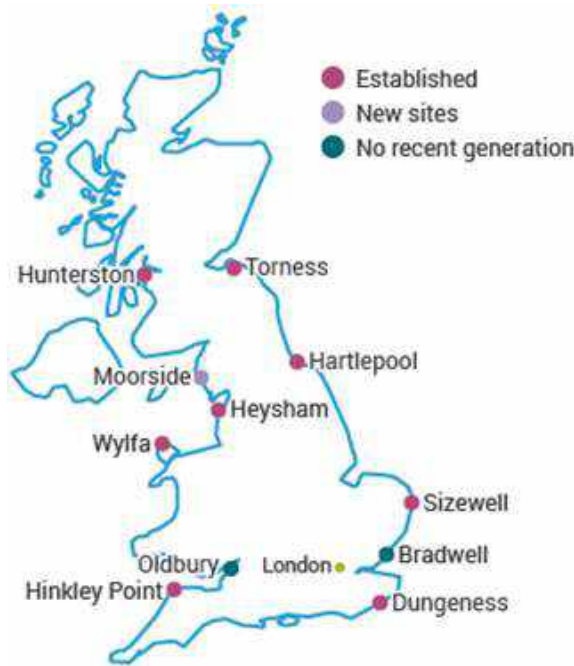 Established
New sites
No recent generation
Hunterston
Torness
Hartlepool
Moorside
Heysham
Wylfa
Sizewell
Bradwell
Oldbury
London
Hinkley Point
Dungeness